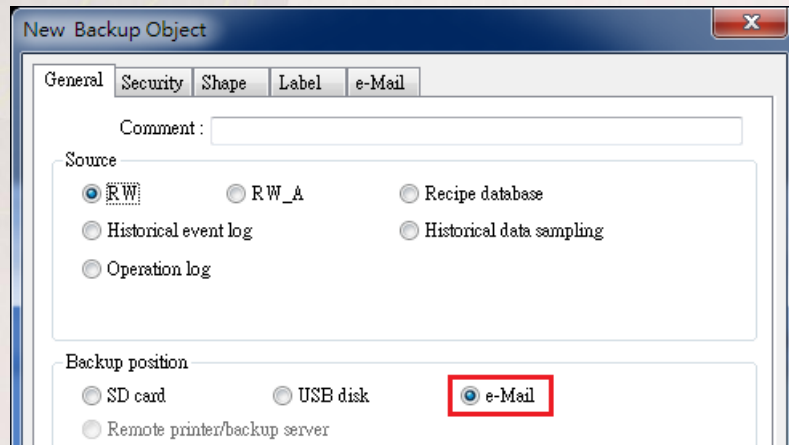 New Backup Object
General Security Shape Label e-Mail
Comment :
Source
RW RW_A Recipe database
Historical event log Historical data sampling
Operation log
Backup position
SD card USB disk e-Mail
Remote printer/backup server